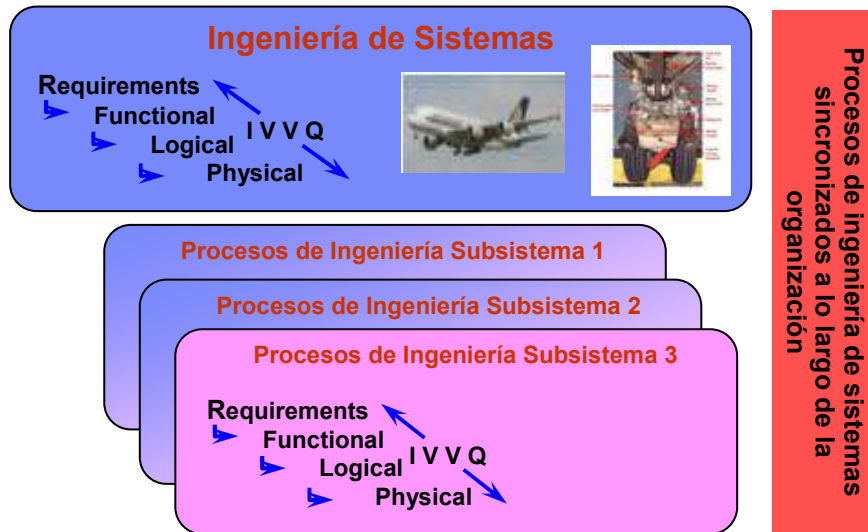 Ingeniería de Sistemas
Requirements
Functional
Logical
Physical
I V V Q
Procesos de Ingeniería Subsistema 1
Procesos de Ingeniería Subsistema 2
Procesos de Ingeniería Subsistema 3
Requirements
Functional
Logical
Physical
I V V Q
Procesos de ingeniería de sistemas
sincronizados a lo largo de la
organización